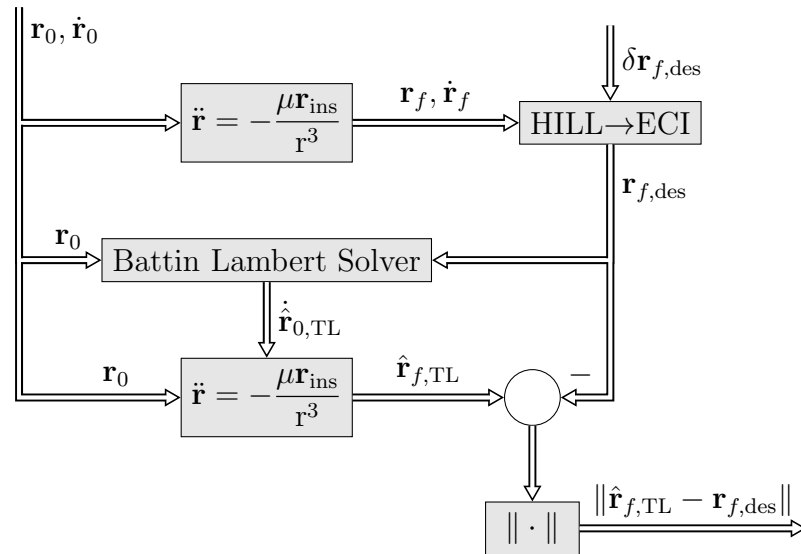 𝐫₀, 𝐫̇₀
δ𝐫_{f,des}
𝐫̈ = −μ𝐫_{ins}/r³
𝐫_f, 𝐫̇_f
HILL→ECI
𝐫_{f,des}
𝐫₀
Battin Lambert Solver
𝐫̂̇_{0,TL}
𝐫₀
𝐫̈ = −μ𝐫_{ins}/r³
𝐫̂_{f,TL}
−
‖ · ‖
‖𝐫̂_{f,TL} − 𝐫_{f,des}‖